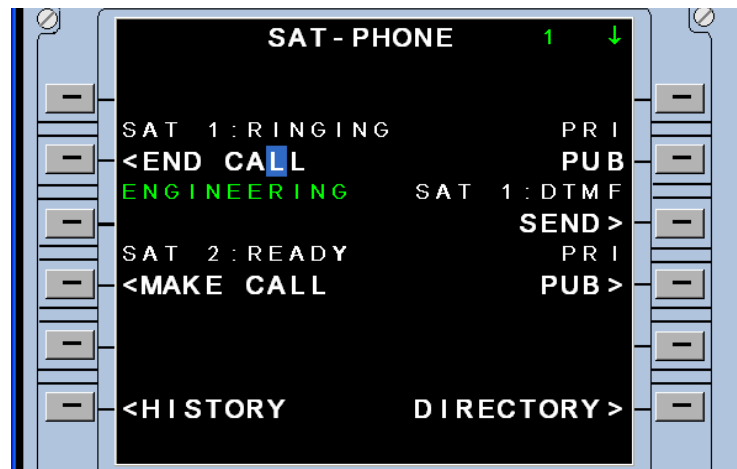 SAT-PHONE 1 ↓
SAT 1:RINGING PRI
<END CALL PUB
ENGINEERING SAT 1:DTMF
SEND>
SAT 2:READY PRI
<MAKE CALL PUB>
<HISTORY DIRECTORY>